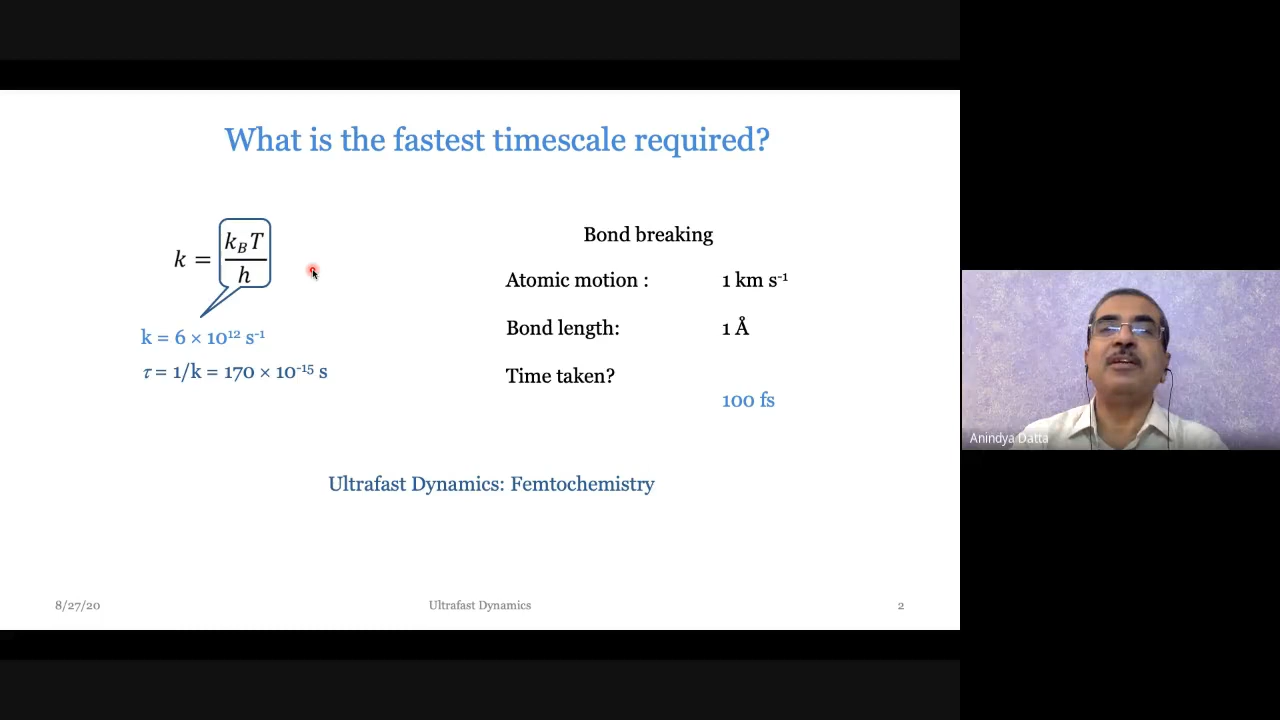 What is the fastest timescale required?
k = k_B T / h
k = 6 × 10¹² s⁻¹
τ = 1/k = 170 × 10⁻¹⁵ s
Bond breaking
Atomic motion : 1 km s⁻¹
Bond length: 1 Å
Time taken?
100 fs
Ultrafast Dynamics: Femtochemistry
8/27/20 Ultrafast Dynamics 2
Anindya Datta